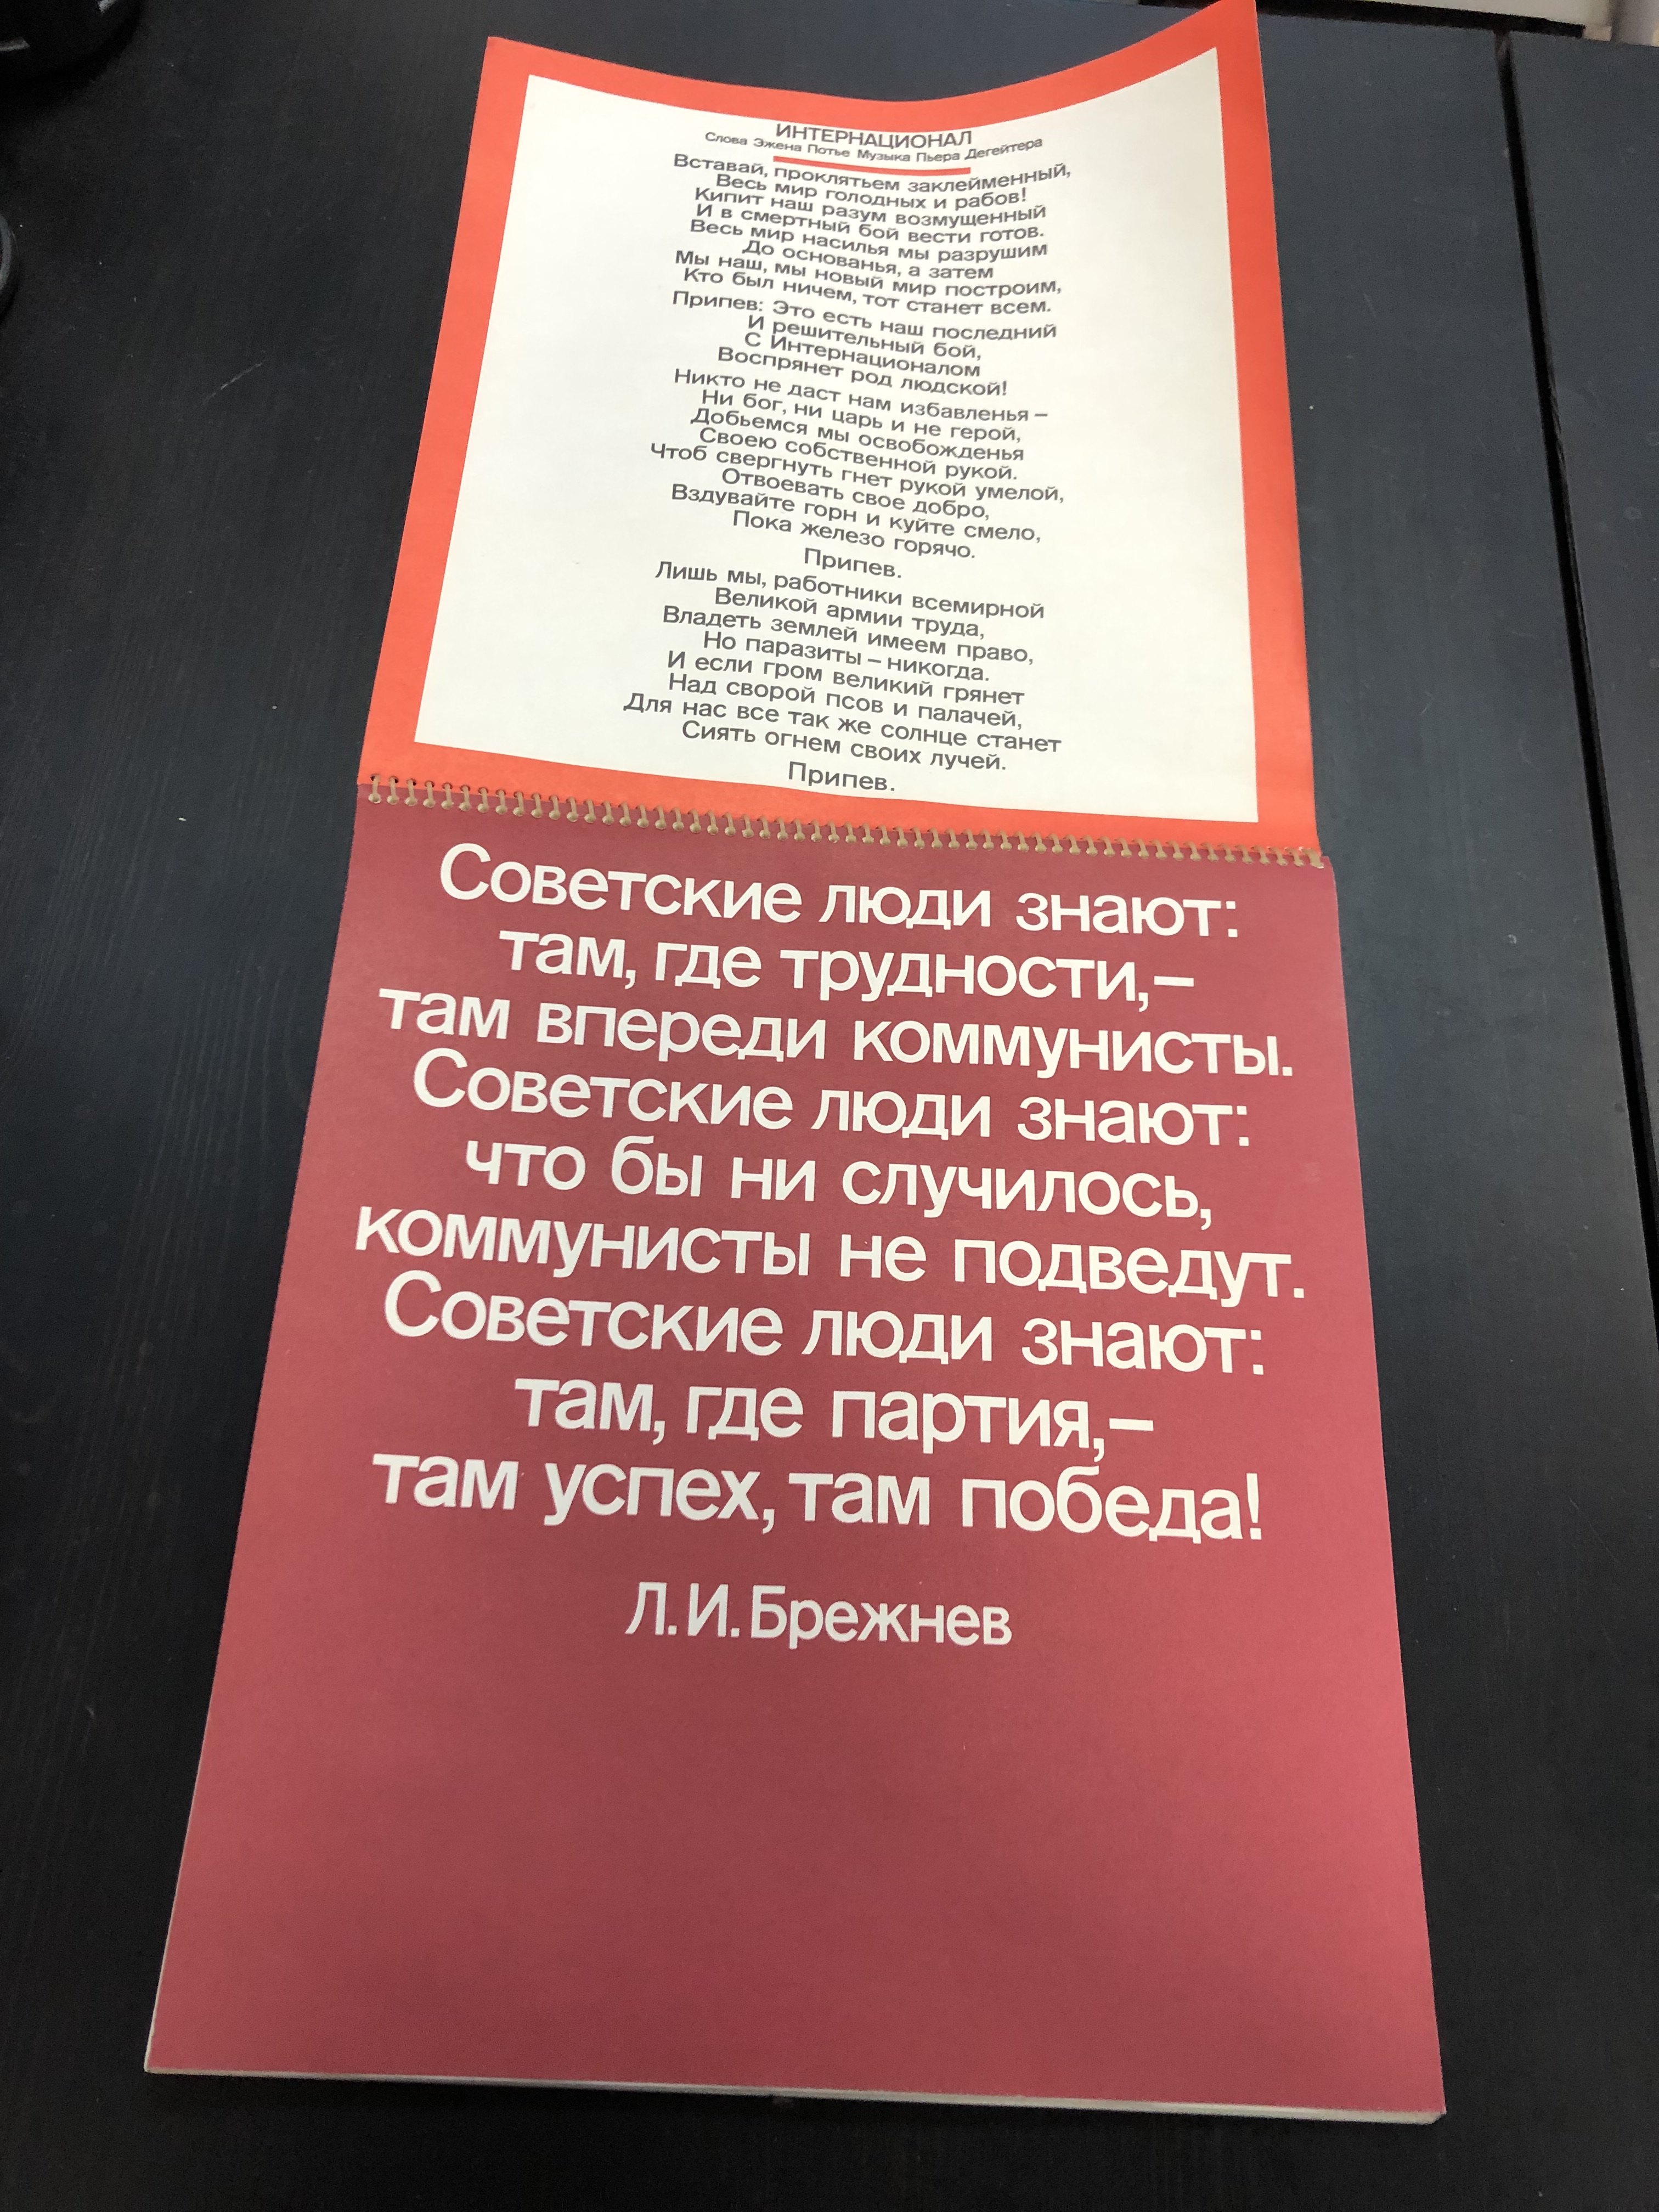 ИНТЕРНАЦИОНАЛ
Слова Эжена Потье Музыка Пьера Дегейтера
Вставай, проклятьем заклейменный,
Весь мир голодных и рабов!
Кипит наш разум возмущенный
И в смертный бой вести готов.
Весь мир насилья мы разрушим
До основанья, а затем
Мы наш, мы новый мир построим,
Кто был ничем, тот станет всем.
Припев: Это есть наш последний
И решительный бой,
С Интернационалом
Воспрянет род людской!
Никто не даст нам избавленья –
Ни бог, ни царь и не герой,
Добьемся мы освобожденья
Своею собственной рукой.
Чтоб свергнуть гнет рукой умелой,
Отвоевать свое добро,
Вздувайте горн и куйте смело,
Пока железо горячо.
Припев.
Лишь мы, работники всемирной
Великой армии труда,
Владеть землей имеем право,
Но паразиты – никогда.
И если гром великий грянет
Над сворой псов и палачей,
Для нас все так же солнце станет
Сиять огнем своих лучей.
Припев.
Советские люди знают:
там, где трудности,–
там впереди коммунисты.
Советские люди знают:
что бы ни случилось,
коммунисты не подведут.
Советские люди знают:
там, где партия,–
там успех, там победа!
Л.И.Брежнев